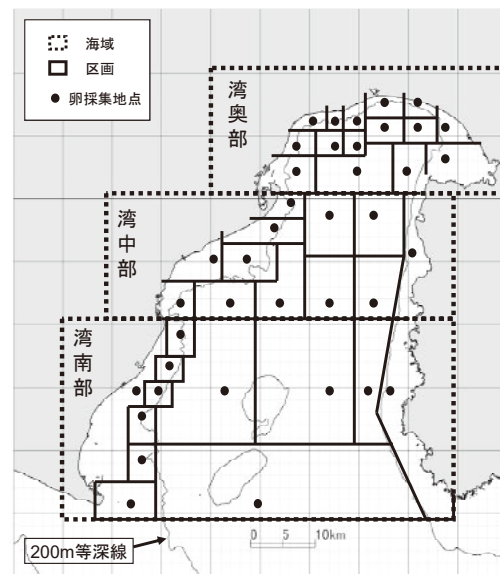 海域
区画
卵採集地点
湾奥部
湾中部
湾南部
0 5 10km
200m等深線